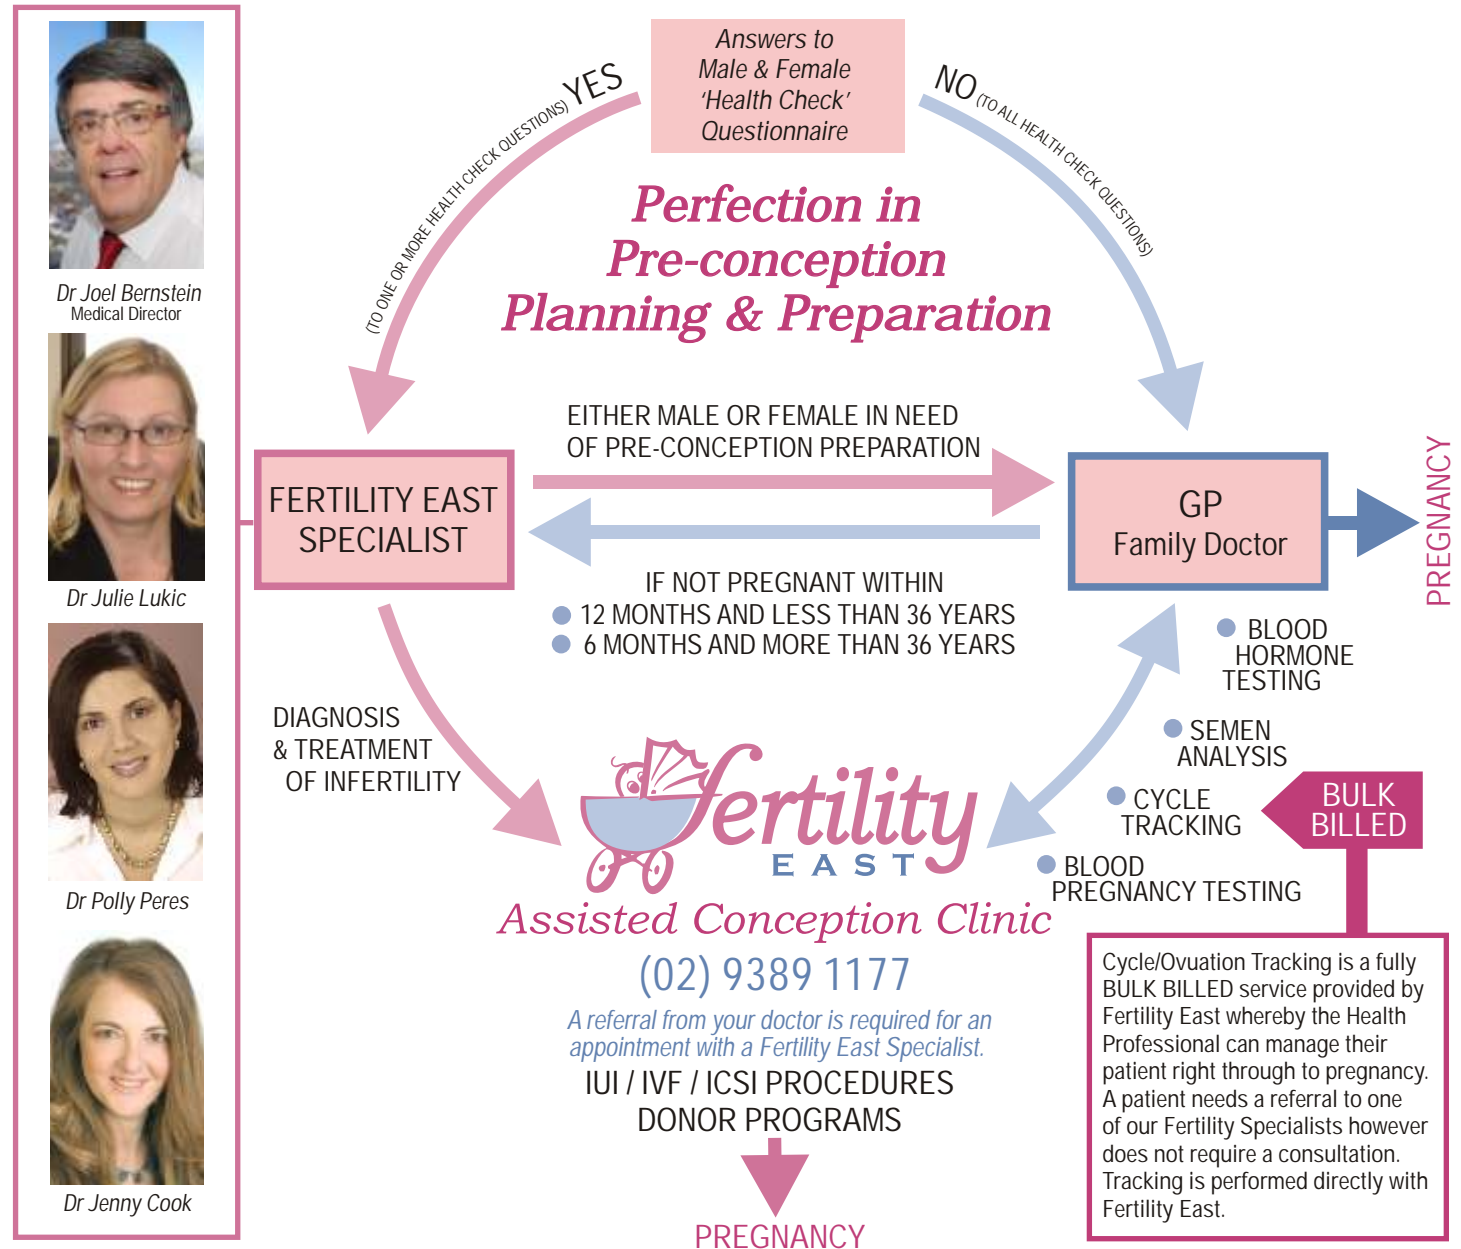 Answers to
Male & Female
‘Health Check’
Questionnaire
YES
(TO ONE OR MORE HEALTH CHECK QUESTIONS)
NO
(TO ALL HEALTH CHECK QUESTIONS)
Perfection in
Pre-conception
Planning & Preparation
Dr Joel Bernstein
Medical Director
Dr Julie Lukic
Dr Polly Peres
Dr Jenny Cook
FERTILITY EAST
SPECIALIST
EITHER MALE OR FEMALE IN NEED
OF PRE-CONCEPTION PREPARATION
GP
Family Doctor
PREGNANCY
IF NOT PREGNANT WITHIN
12 MONTHS AND LESS THAN 36 YEARS
6 MONTHS AND MORE THAN 36 YEARS
DIAGNOSIS
& TREATMENT
OF INFERTILITY
BLOOD
HORMONE
TESTING
SEMEN
ANALYSIS
CYCLE
TRACKING
BLOOD
PREGNANCY TESTING
BULK
BILLED
fertility
EAST
Assisted Conception Clinic
(02) 9389 1177
A referral from your doctor is required for an
appointment with a Fertility East Specialist.
IUI / IVF / ICSI PROCEDURES
DONOR PROGRAMS
PREGNANCY
Cycle/Ovuation Tracking is a fully
BULK BILLED service provided by
Fertility East whereby the Health
Professional can manage their
patient right through to pregnancy.
A patient needs a referral to one
of our Fertility Specialists however
does not require a consultation.
Tracking is performed directly with
Fertility East.